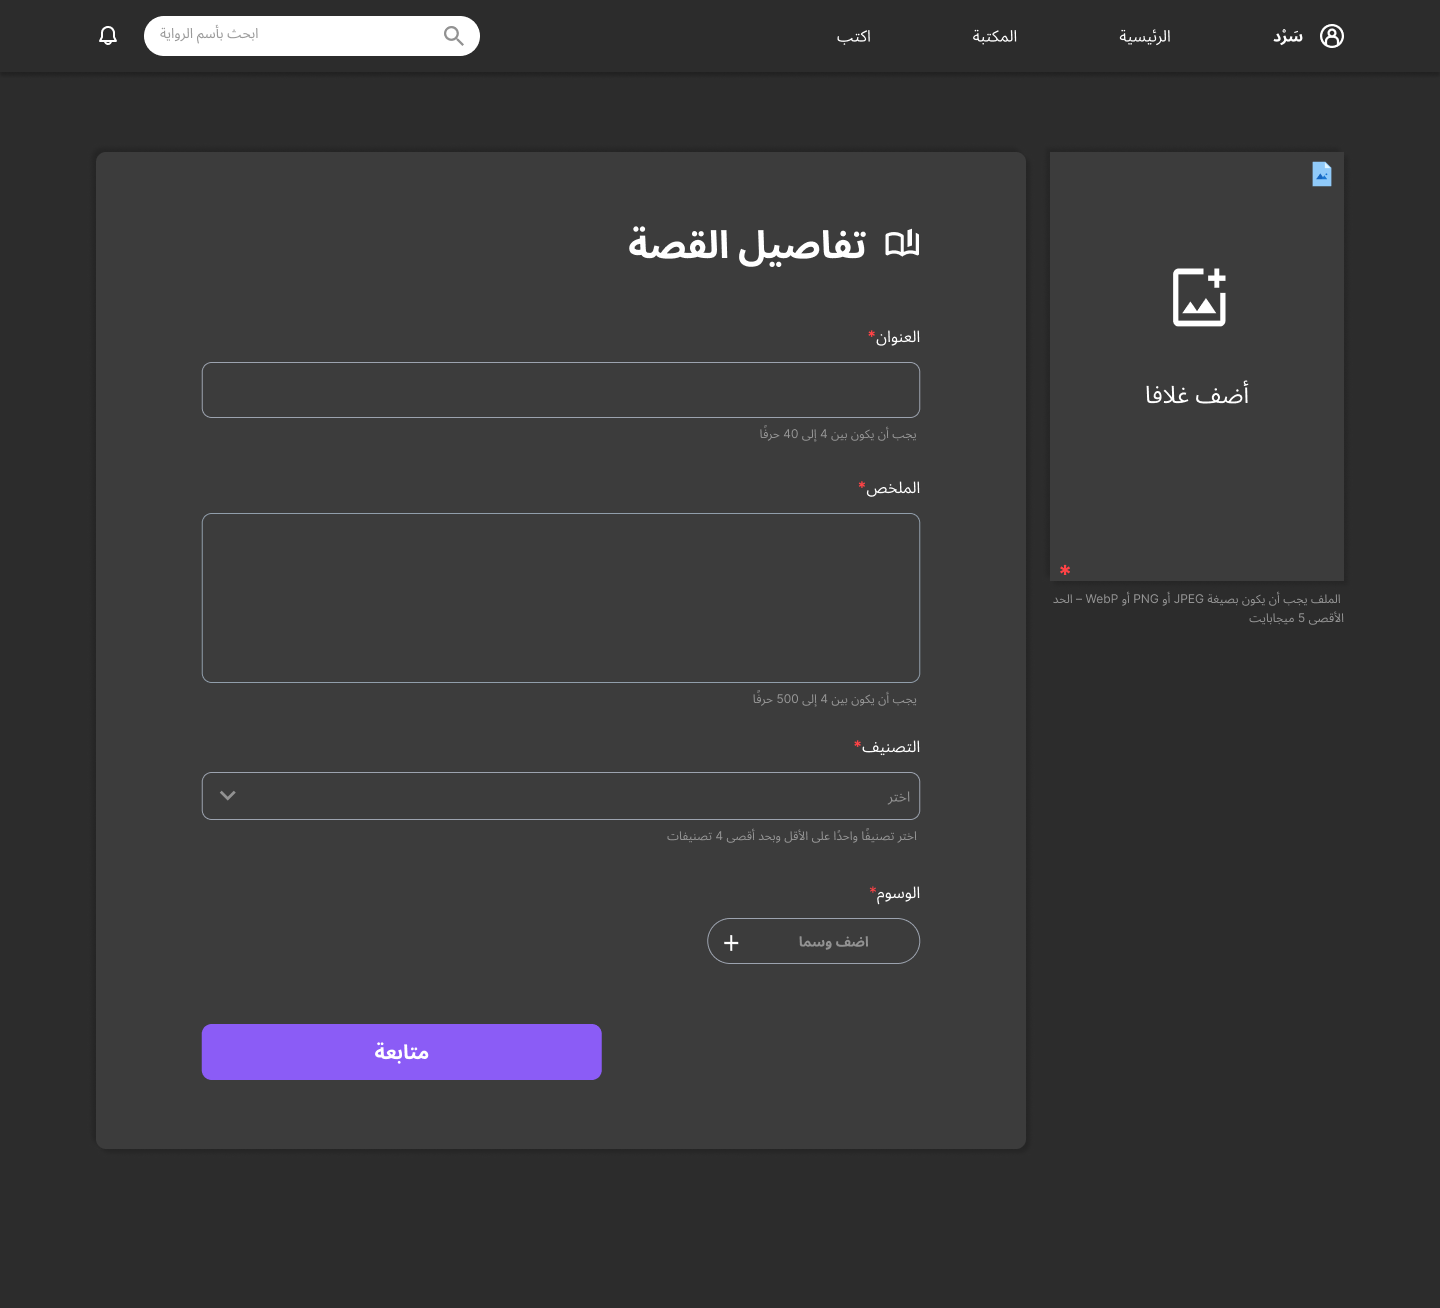 سَرْد
الرئيسية
المكتبة
اكتب
ابحث بأسم الرواية
أضف غلافا
*
الملف يجب أن يكون بصيغة JPEG أو PNG أو WebP – الحد
الأقصى 5 ميجابايت
تفاصيل القصة
العنوان*
يجب أن يكون بين 4 إلى 40 حرفًا
الملخص*
يجب أن يكون بين 4 إلى 500 حرفًا
التصنيف*
اختر
اختر تصنيفًا واحدًا على الأقل وبحد أقصى 4 تصنيفات
الوسوم*
اضف وسما
متابعة